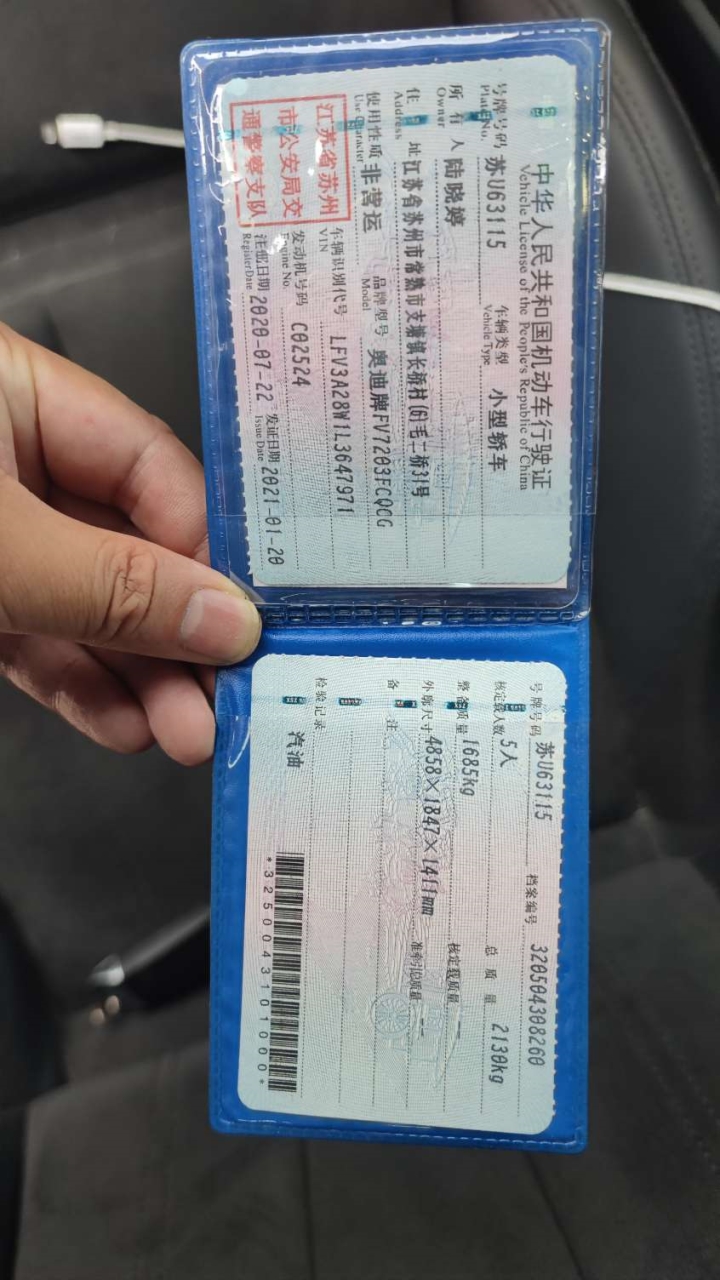 中华人民共和国机动车行驶证
Vehicle License of the People's Republic of China
号牌号码 苏U63115 车辆类型 小型轿车
Plate No. Vehicle Type
所有人 陆晓婷
Owner
住址 江苏省苏州市常熟市支塘镇长桥村(6)毛二桥31号
Address
使用性质 非营运 品牌型号 奥迪牌FV7203FCQCG
Use Character Model
江苏省苏州
市公安局交
通警察支队
车辆识别代号 LFV3A28W1L3647971
VIN
发动机号码 C02524
Engine No.
注册日期 2020-07-22 发证日期 2021-01-20
Register Date Issue Date
号牌号码 苏U63115 档案编号 320504308260
核定载人数 5人 总质量 2130kg
整备质量 1685kg 核定载质量 --
外廓尺寸 4858×1847×1411mm 准牵引总质量 --
备注
检验记录 汽油
*3250043101000*